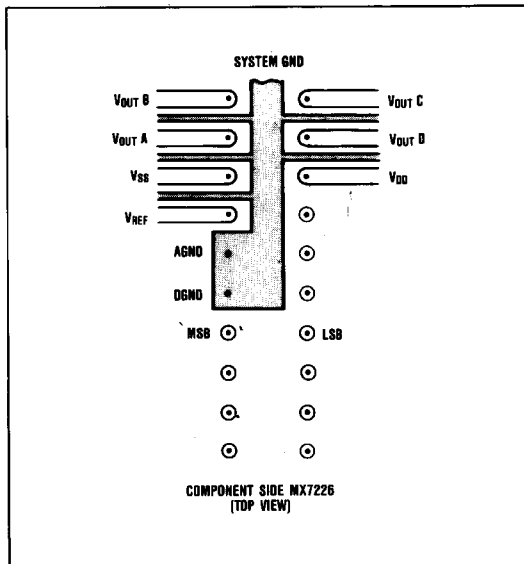 SYSTEM GND
VOUT B
VOUT C
VOUT A
VOUT D
VSS
VDD
VREF
AGND
DGND
MSB
LSB
COMPONENT SIDE MX7226
(TOP VIEW)